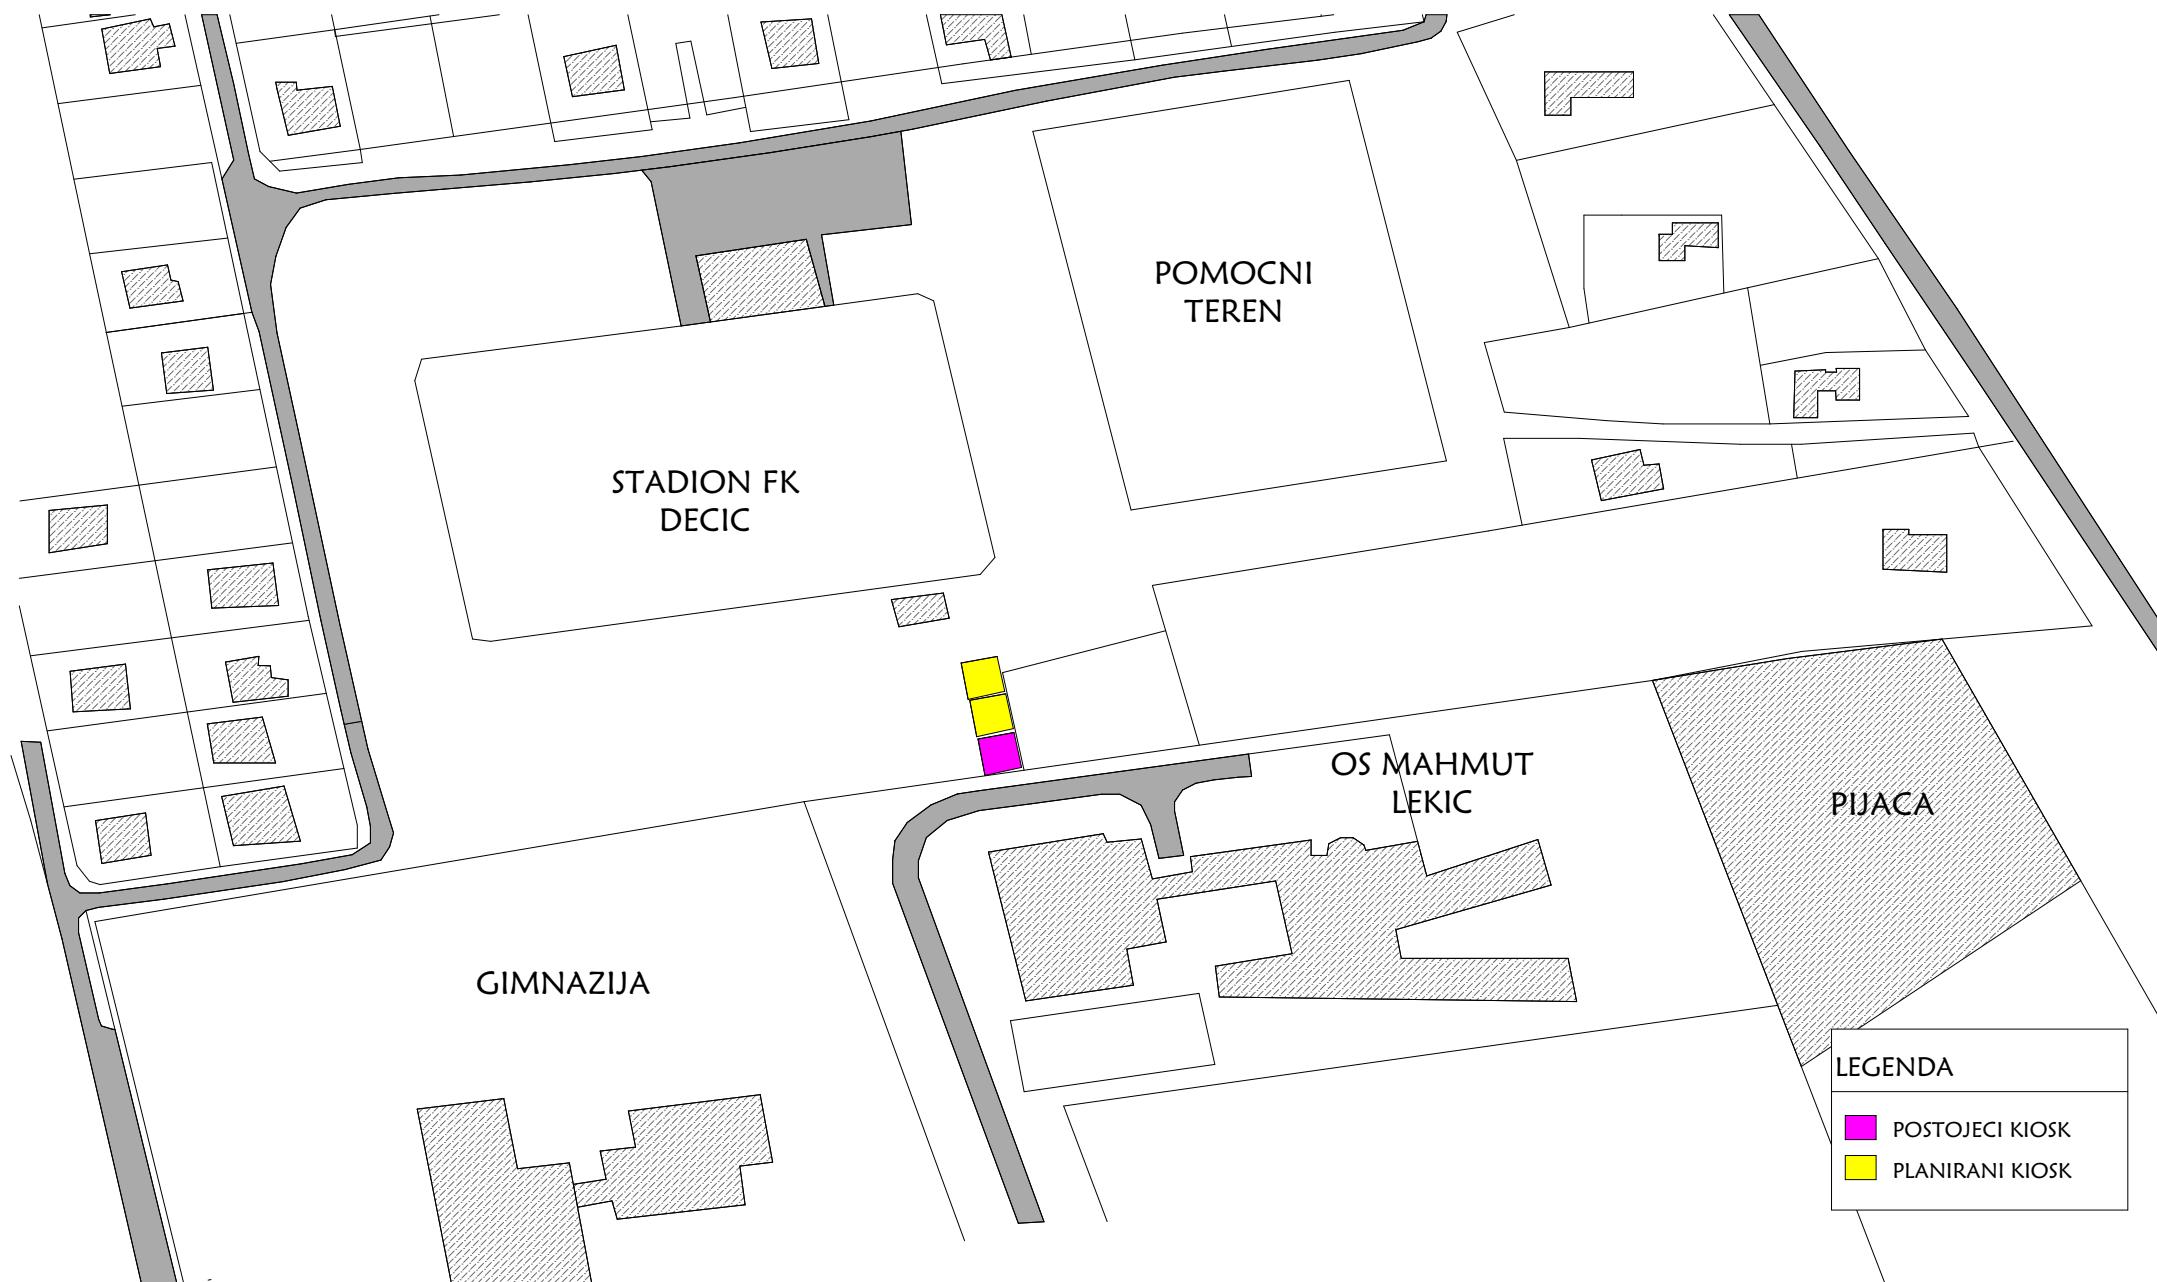 POMOCNI
TEREN
STADION FK
DECIC
OS MAHMUT
LEKIC
PIJACA
GIMNAZIJA
LEGENDA
POSTOJECI KIOSK
PLANIRANI KIOSK